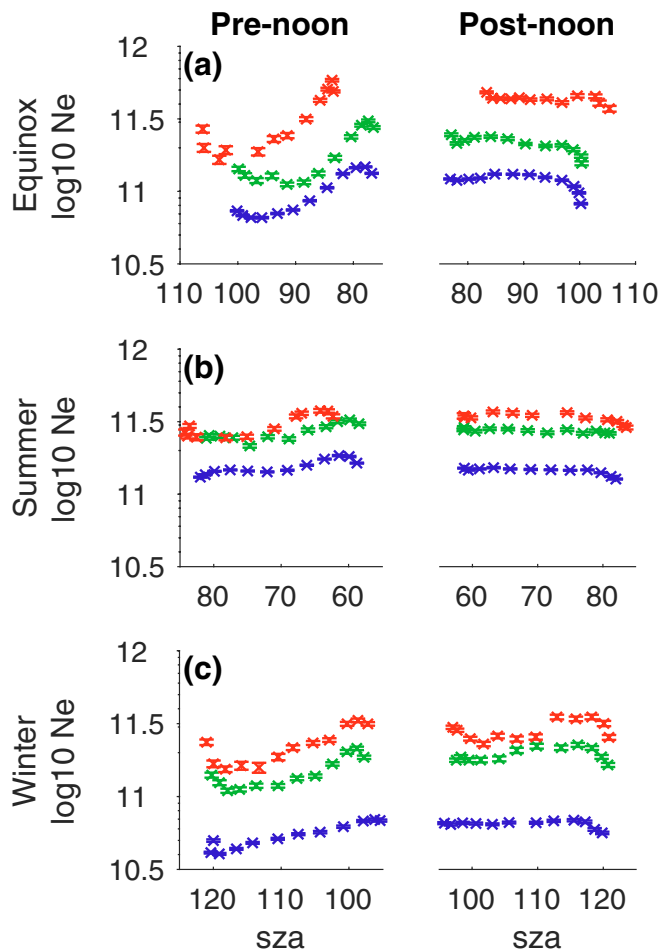 Pre-noon Post-noon
(a)
Equinox
log10 Ne
12
11.5
11
10.5
110 100 90 80
80 90 100 110
(b)
Summer
log10 Ne
12
11.5
11
10.5
80 70 60
60 70 80
(c)
Winter
log10 Ne
12
11.5
11
10.5
120 110 100
100 110 120
sza sza